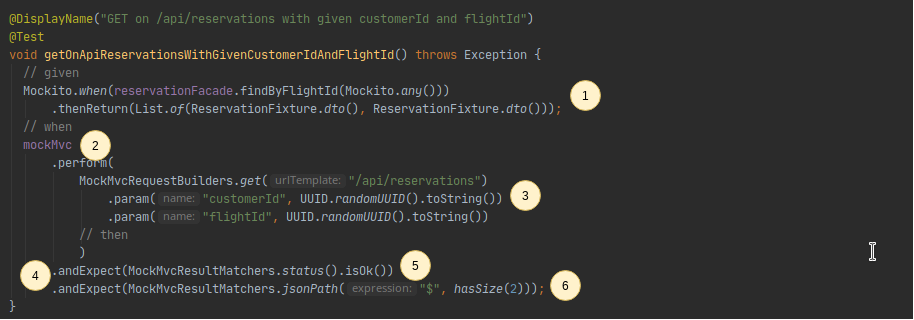 @DisplayName("GET on /api/reservations with given customerId and flightId")
@Test
void getOnApiReservationsWithGivenCustomerIdAndFlightId() throws Exception {
// given
Mockito.when(reservationFacade.findByFlightId(Mockito.any()))
1
.thenReturn(List.of(ReservationFixture.dto(), ReservationFixture.dto()));
// when
mockMvc 2
.perform(
MockMvcRequestBuilders.get( urlTemplate: "/api/reservations")
.param( name: "customerId", UUID.randomUUID().toString()) 3
.param( name: "flightId", UUID.randomUUID().toString())
// then
)
4 .andExpect(MockMvcResultMatchers.status().isOk()) 5
.andExpect(MockMvcResultMatchers.jsonPath( expression: "$", hasSize(2))); 6
}